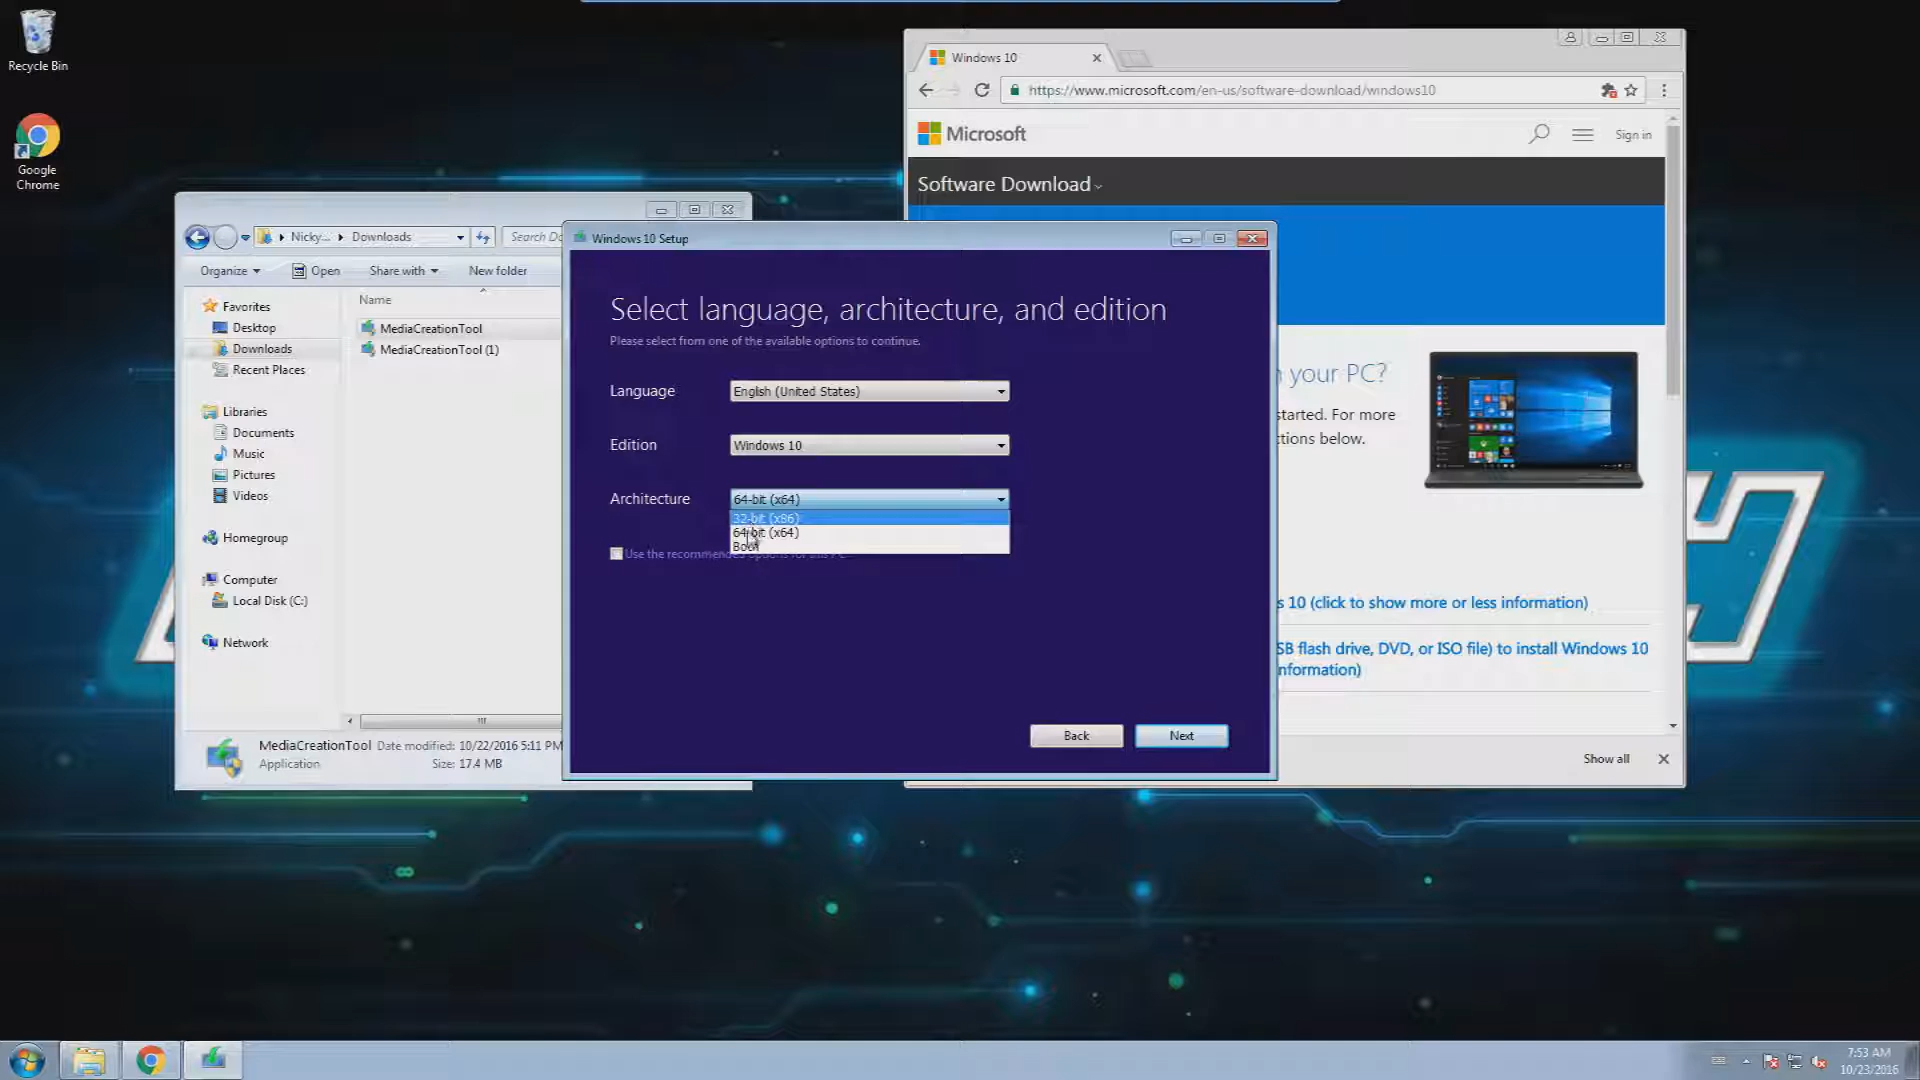 Recycle Bin
Google
Chrome
Windows 10
https://www.microsoft.com/en-us/software-download/windows10
Microsoft
Sign in
Software Download
your PC?
started. For more
ctions below.
s 10 (click to show more or less information)
SB flash drive, DVD, or ISO file) to install Windows 10
nformation)
Show all
Nicky...
Downloads
Search Do
Organize
Open
Share with
New folder
Favorites
Desktop
Downloads
Recent Places
Libraries
Documents
Music
Pictures
Videos
Homegroup
Computer
Local Disk (C:)
Network
Name
MediaCreationTool
MediaCreationTool (1)
MediaCreationTool Date modified: 10/22/2016 5:11 PM
Application
Size: 17.4 MB
Windows 10 Setup
Select language, architecture, and edition
Please select from one of the available options to continue.
Language
English (United States)
Edition
Windows 10
Architecture
64-bit (x64)
32-bit (x86)
64-bit (x64)
Both
Use the recommended options for this PC
Back
Next
7:53 AM
10/23/2016